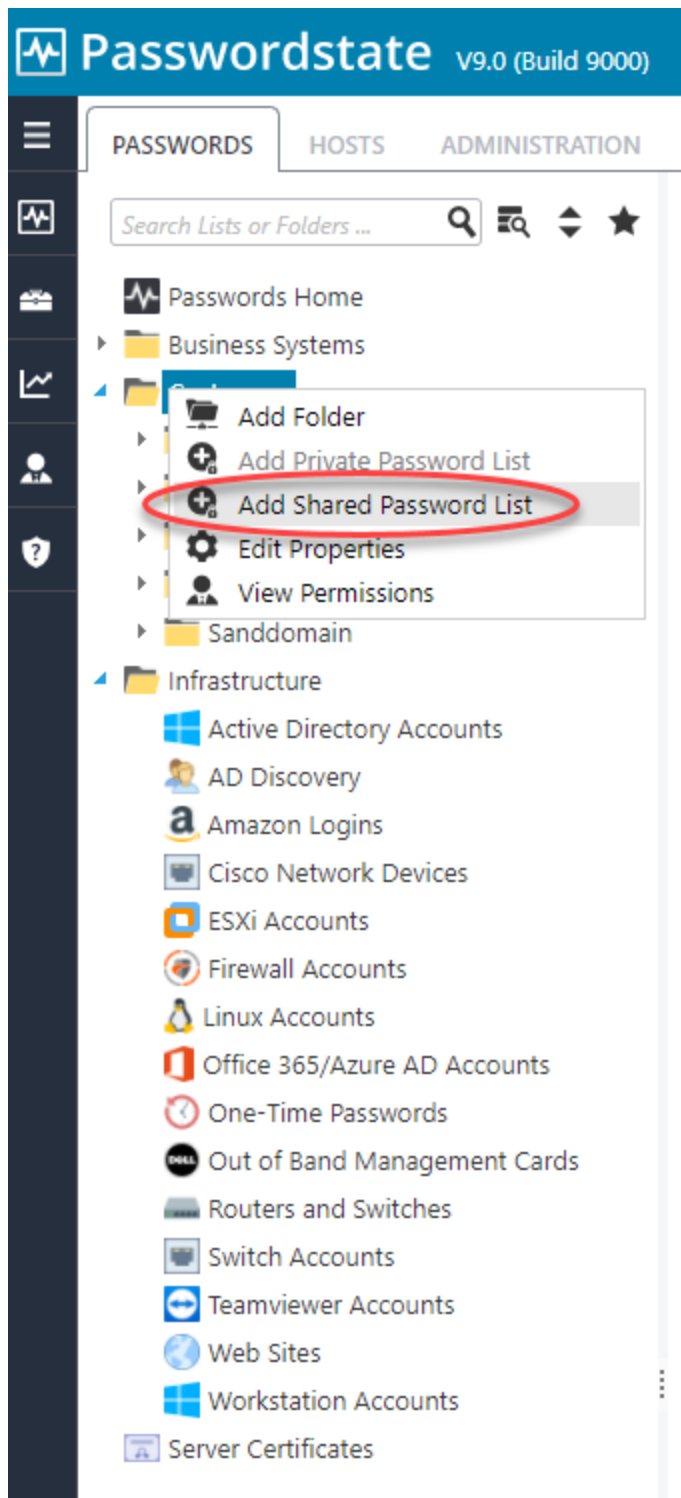 Passwordstate V9.0 (Build 9000)
PASSWORDS HOSTS ADMINISTRATION
Search Lists or Folders ...
Passwords Home
Business Systems
Add Folder
Add Private Password List
Add Shared Password List
Edit Properties
View Permissions
Sanddomain
Infrastructure
Active Directory Accounts
AD Discovery
a Amazon Logins
Cisco Network Devices
ESXi Accounts
Firewall Accounts
Linux Accounts
Office 365/Azure AD Accounts
One-Time Passwords
DELL Out of Band Management Cards
Routers and Switches
Switch Accounts
Teamviewer Accounts
Web Sites
Workstation Accounts
Server Certificates